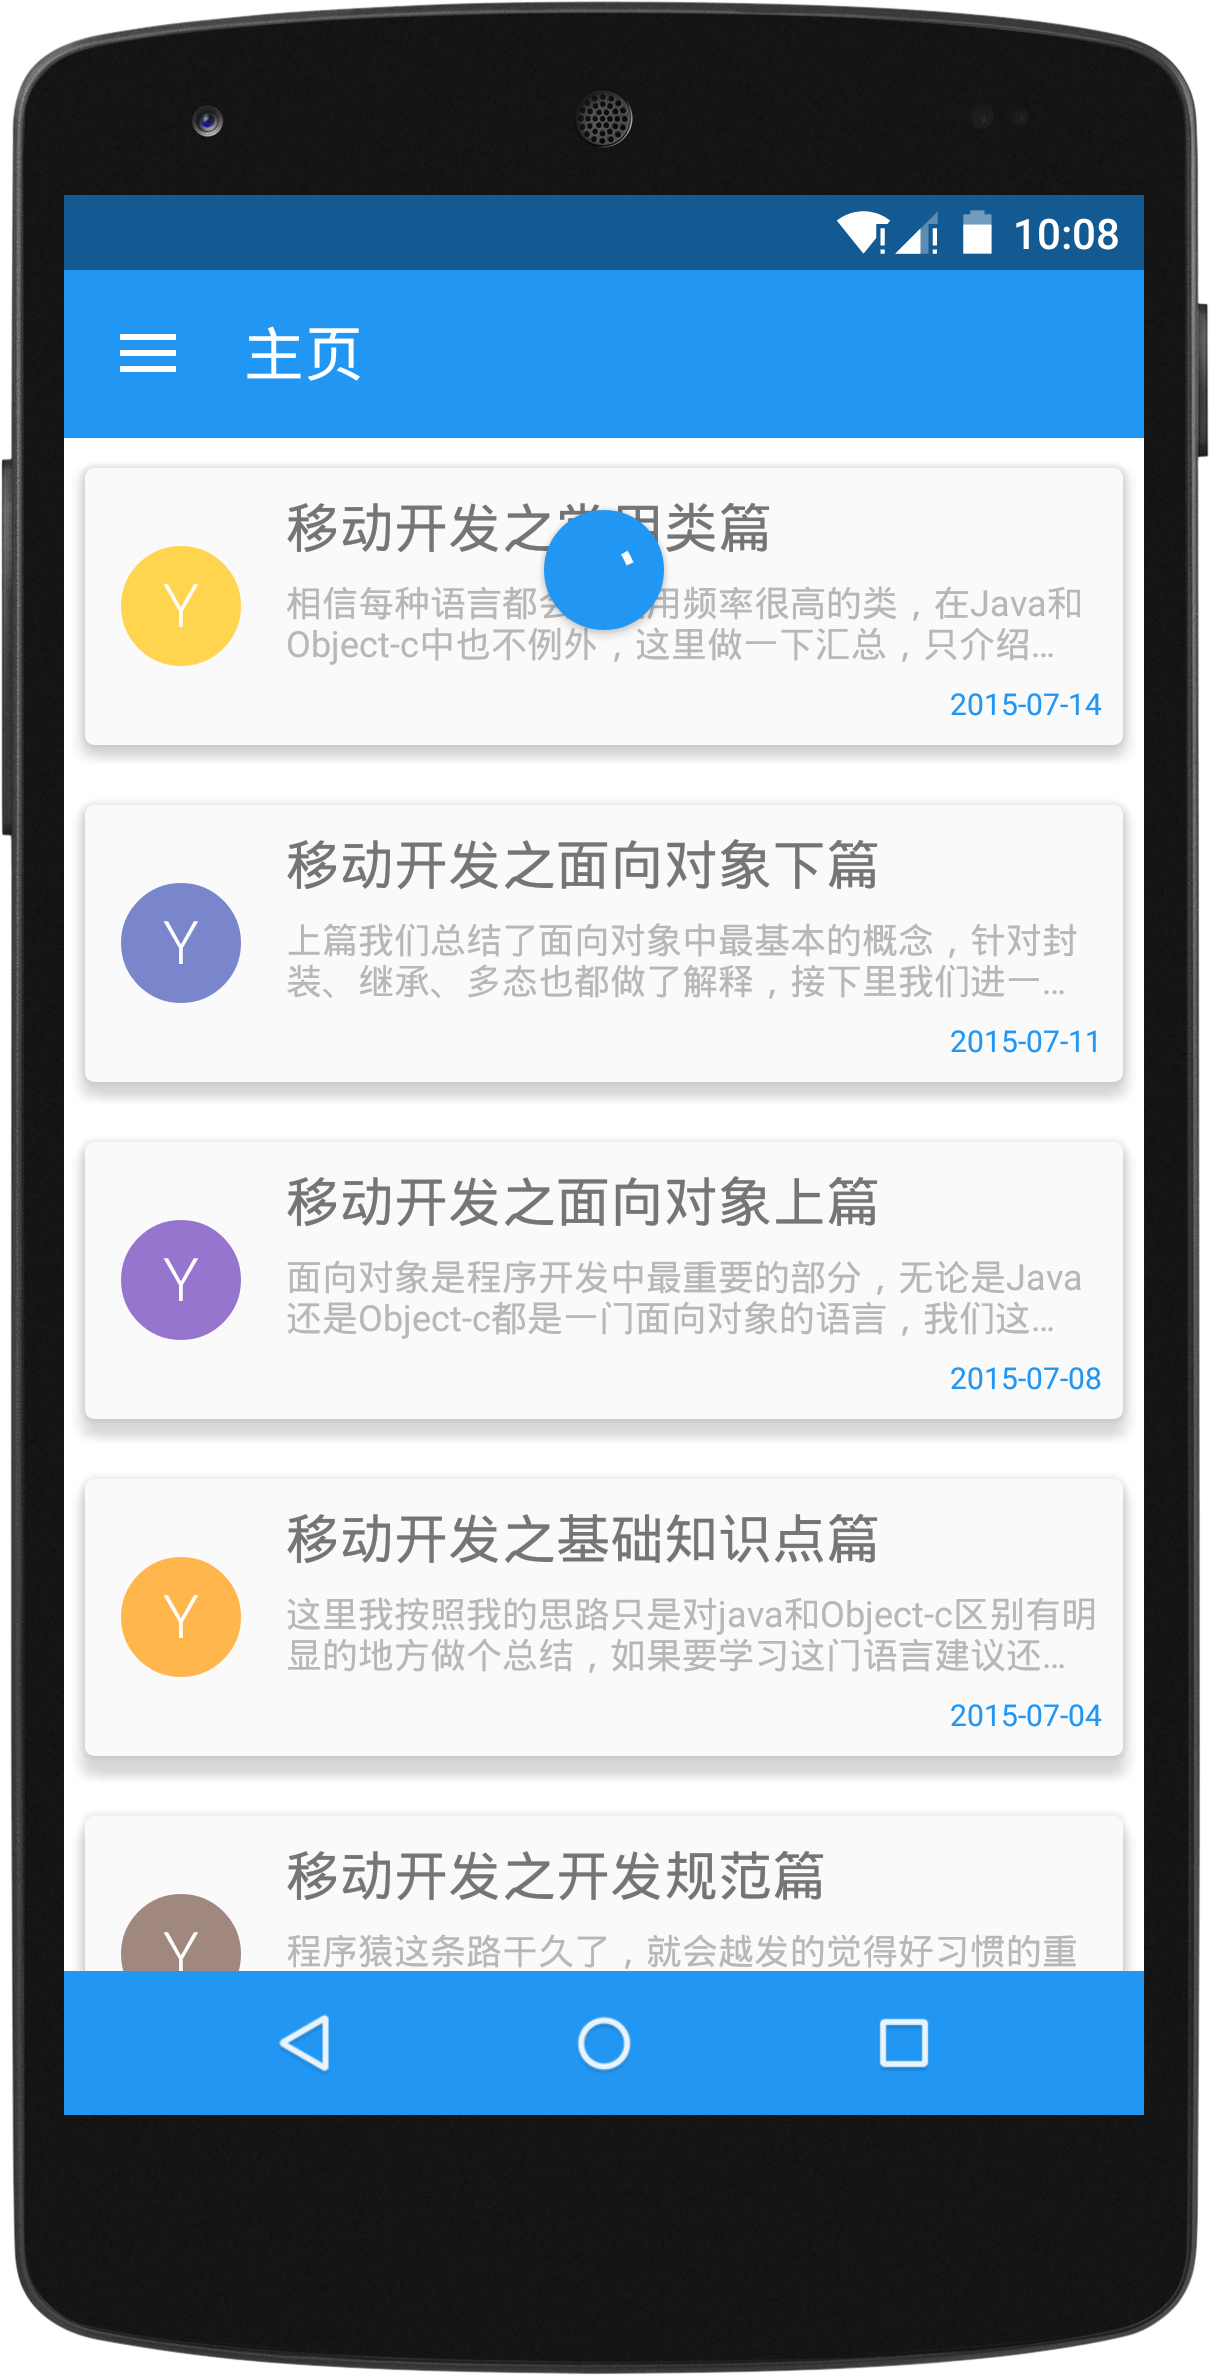 10:08
主页
移动开发之常用类篇
Y
相信每种语言都会 用频率很高的类，在Java和
Object-c中也不例外，这里做一下汇总，只介绍...
2015-07-14
移动开发之面向对象下篇
Y
上篇我们总结了面向对象中最基本的概念，针对封
装、继承、多态也都做了解释，接下里我们进一...
2015-07-11
移动开发之面向对象上篇
Y
面向对象是程序开发中最重要的部分，无论是Java
还是Object-c都是一门面向对象的语言，我们这...
2015-07-08
移动开发之基础知识点篇
Y
这里我按照我的思路只是对java和Object-c区别有明
显的地方做个总结，如果要学习这门语言建议还...
2015-07-04
移动开发之开发规范篇
Y
程序猿这条路干久了，就会越发的觉得好习惯的重